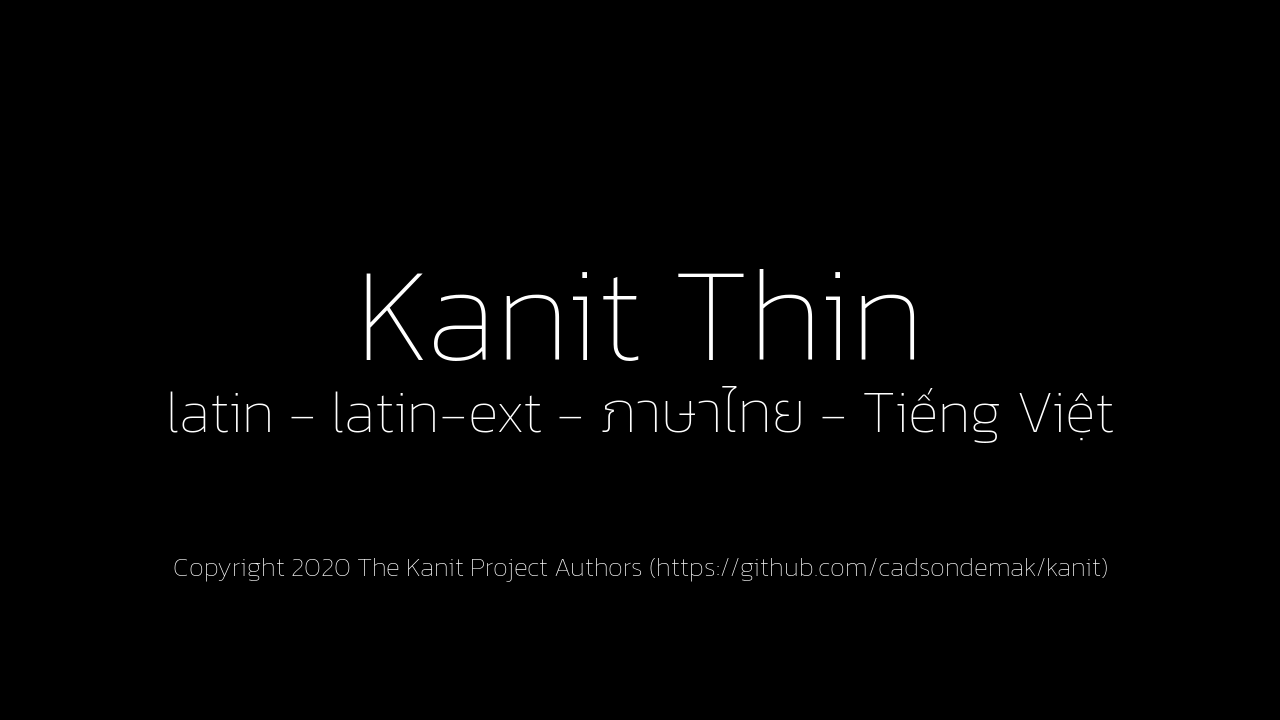 Kanit Thin
latin - latin-ext - ภาษาไทย - Tiếng Việt
Copyright 2020 The Kanit Project Authors (https://github.com/cadsondemak/kanit)